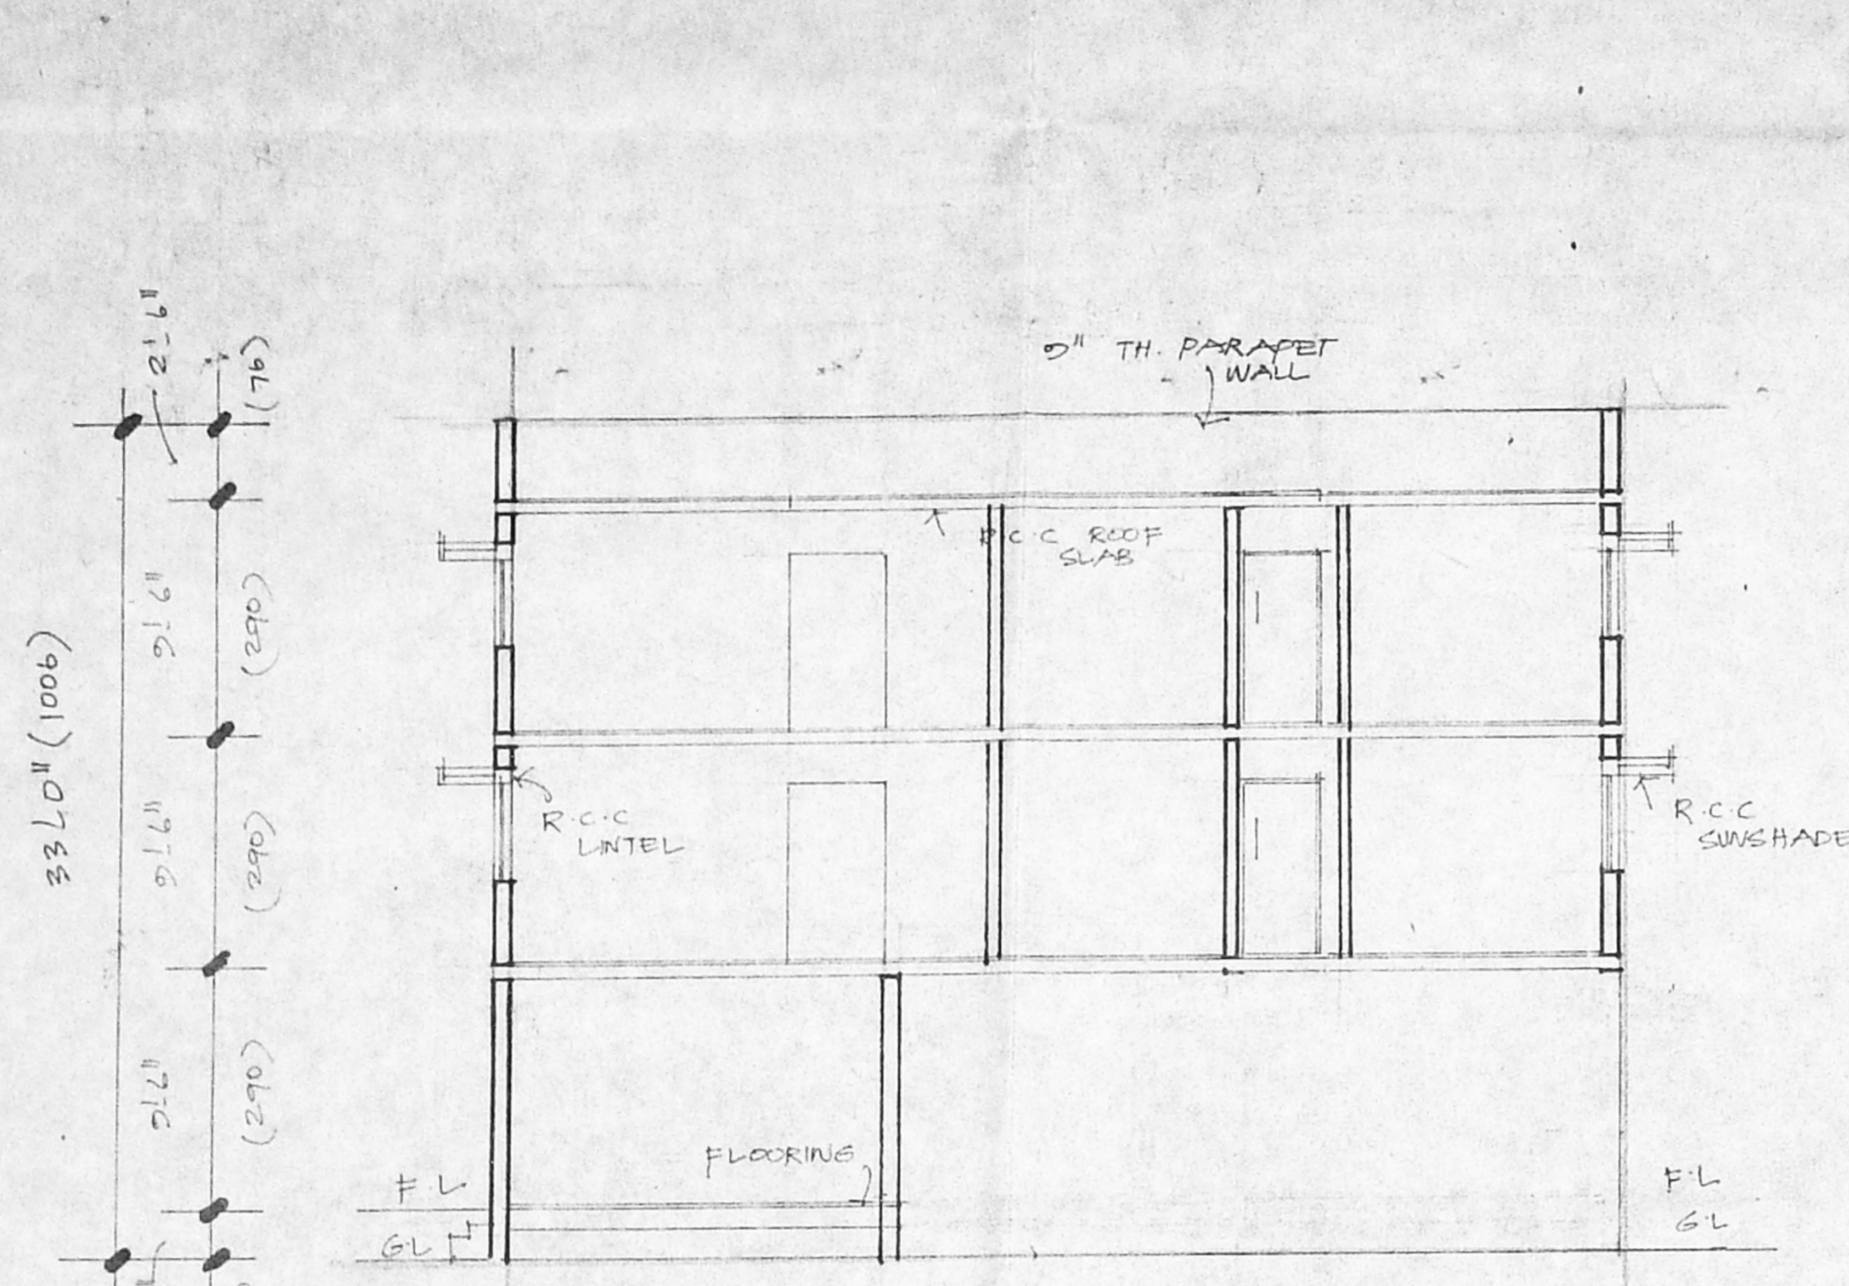 2'-6"
(76)
9" TH. PARAPET
WALL
R.C.C ROOF
SLAB
9'-6"
(290)
33'-0" (1006)
9'-6"
(290)
R.C.C
LINTEL
R.C.C
SUNSHADE
9'-6"
(290)
FLOORING
F.L
G.L
F.L
G.L